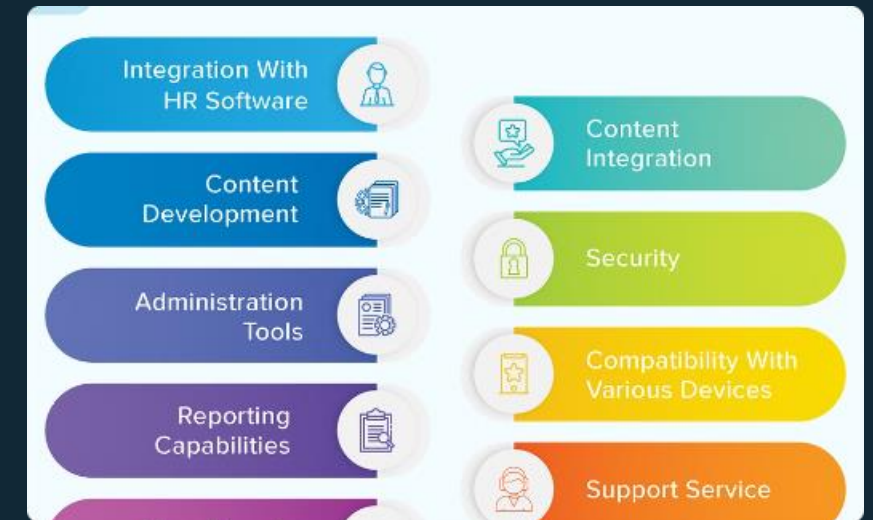 Integration With
HR Software
Content
Development
Administration
Tools
Reporting
Capabilities
Content
Integration
Security
Compatibility With
Various Devices
Support Service